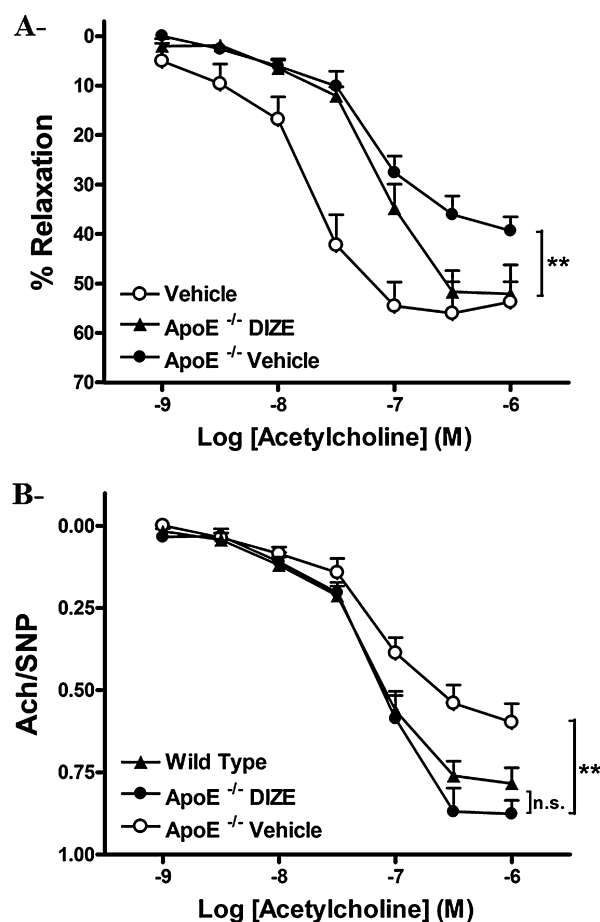 A-
0
10
20
30
40
50
60
70
% Relaxation
**
Vehicle
ApoE -/- DIZE
ApoE -/- Vehicle
-9 -8 -7 -6
Log [Acetylcholine] (M)
B-
0.00
0.25
0.50
0.75
1.00
Ach/SNP
**
n.s.
Wild Type
ApoE -/- DIZE
ApoE -/- Vehicle
-9 -8 -7 -6
Log [Acetylcholine] (M)